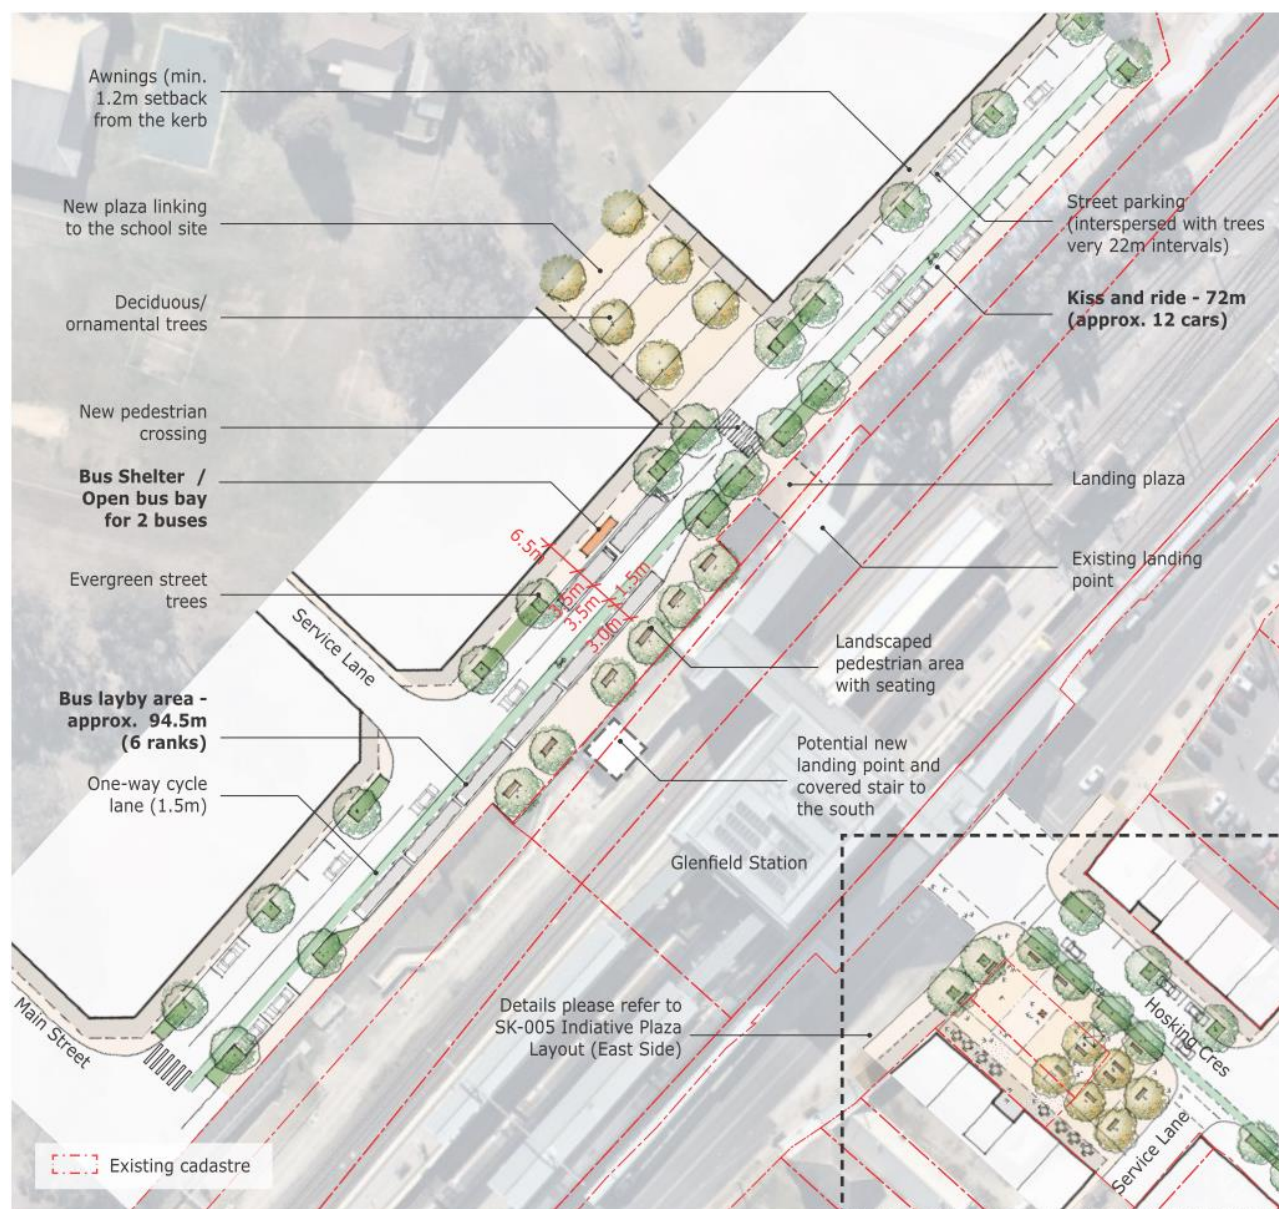 Awnings (min.
1.2m setback
from the kerb
New plaza linking
to the school site
Deciduous/
ornamental trees
New pedestrian
crossing
Bus Shelter /
Open bus bay
for 2 buses
Evergreen street
trees
Service Lane
Bus layby area -
approx. 94.5m
(6 ranks)
One-way cycle
lane (1.5m)
Main Street
6.5m
3.5m
3.5m
1.5m
3.0m
Street parking
(interspersed with trees
very 22m intervals)
Kiss and ride - 72m
(approx. 12 cars)
Landing plaza
Existing landing
point
Landscaped
pedestrian area
with seating
Potential new
landing point and
covered stair to
the south
Glenfield Station
Details please refer to
SK-005 Indiative Plaza
Layout (East Side)
Hosking Cres
Service Lane
Existing cadastre